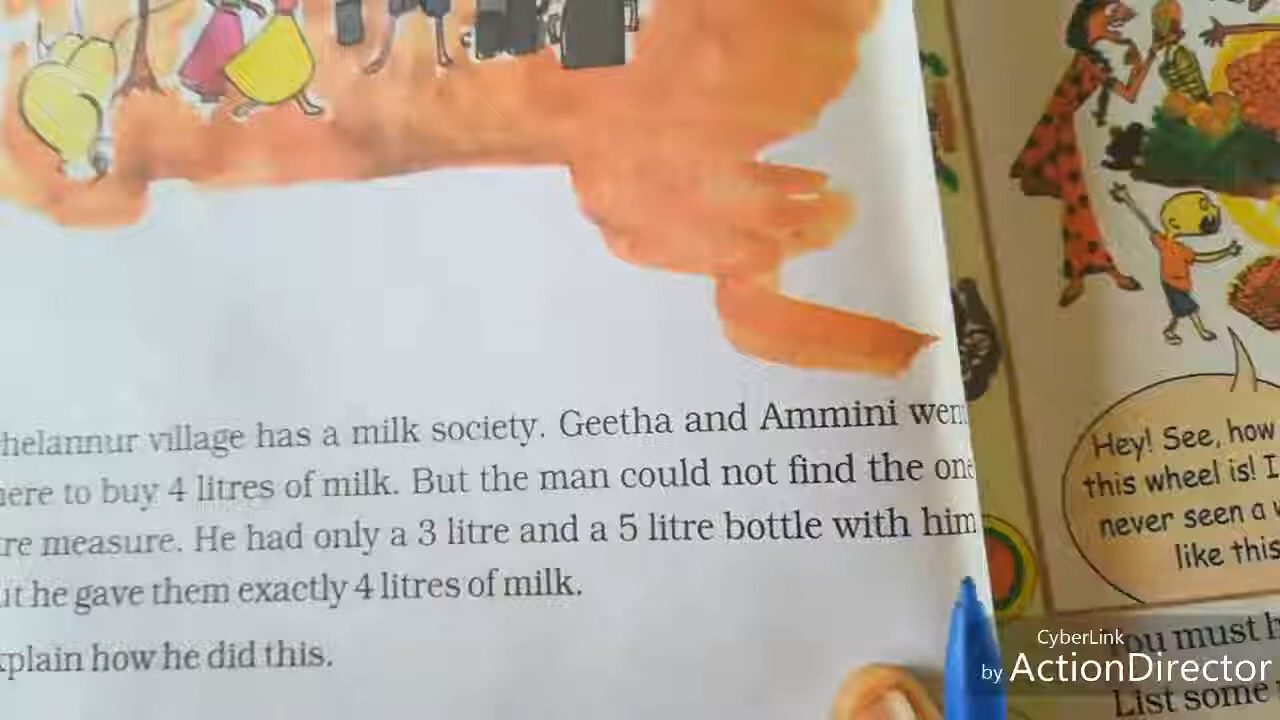 helannur village has a milk society. Geetha and Ammini wen
ere to buy 4 litres of milk. But the man could not find the one
re measure. He had only a 3 litre and a 5 litre bottle with him
ut he gave them exactly 4 litres of milk.
xplain how he did this.
Hey! See, how
this wheel is! I
never seen a
like this
You must h
List some
CyberLink
by ActionDirector